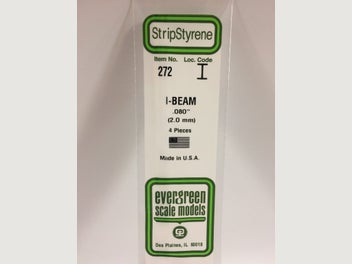 StripStyrene
Item No. Loc. Code
272 I
I-BEAM
.080"
(2.0 mm)
4 Pieces
Made in U.S.A.
evergreen
scale models
Des Plaines, IL 60018